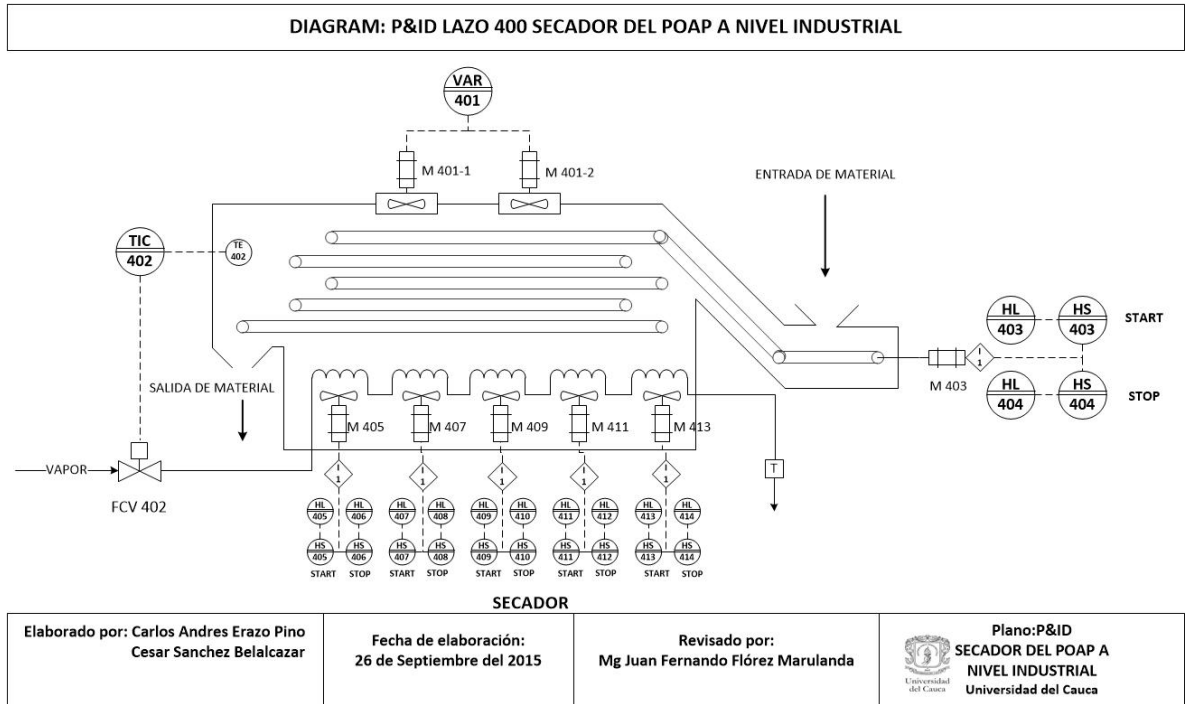 DIAGRAM: P&ID LAZO 400 SECADOR DEL POAP A NIVEL INDUSTRIAL
VAR
401
M 401-1
M 401-2
ENTRADA DE MATERIAL
TIC
402
TE
402
HL
403
HS
403
START
1
M 403
HL
404
HS
404
STOP
SALIDA DE MATERIAL
M 405
M 407
M 409
M 411
M 413
VAPOR
FCV 402
T
1
1
1
1
1
HL
405
HL
406
HL
407
HL
408
HL
409
HL
410
HL
411
HL
412
HL
413
HL
414
HS
405
HS
406
HS
407
HS
408
HS
409
HS
410
HS
411
HS
412
HS
413
HS
414
START STOP START STOP START STOP START STOP START STOP
SECADOR
Elaborado por: Carlos Andres Erazo Pino
Cesar Sanchez Belalcazar
Fecha de elaboración:
26 de Septiembre del 2015
Revisado por:
Mg Juan Fernando Flórez Marulanda
Universidad
del Cauca
Plano:P&ID
SECADOR DEL POAP A
NIVEL INDUSTRIAL
Universidad del Cauca